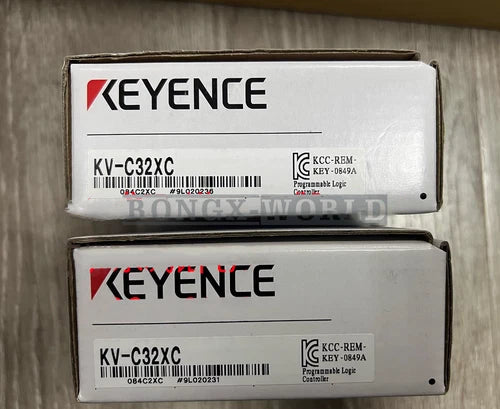 KEYENCE
KV-C32XC
084C2XC #9L020236
KCC-REM-
KEY-0849A
Programmable Logic
Controller
RONGX-WORLD
KEYENCE
KV-C32XC
084C2XC #9L020231
KCC-REM-
KEY-0849A
Programmable Logic
Controller